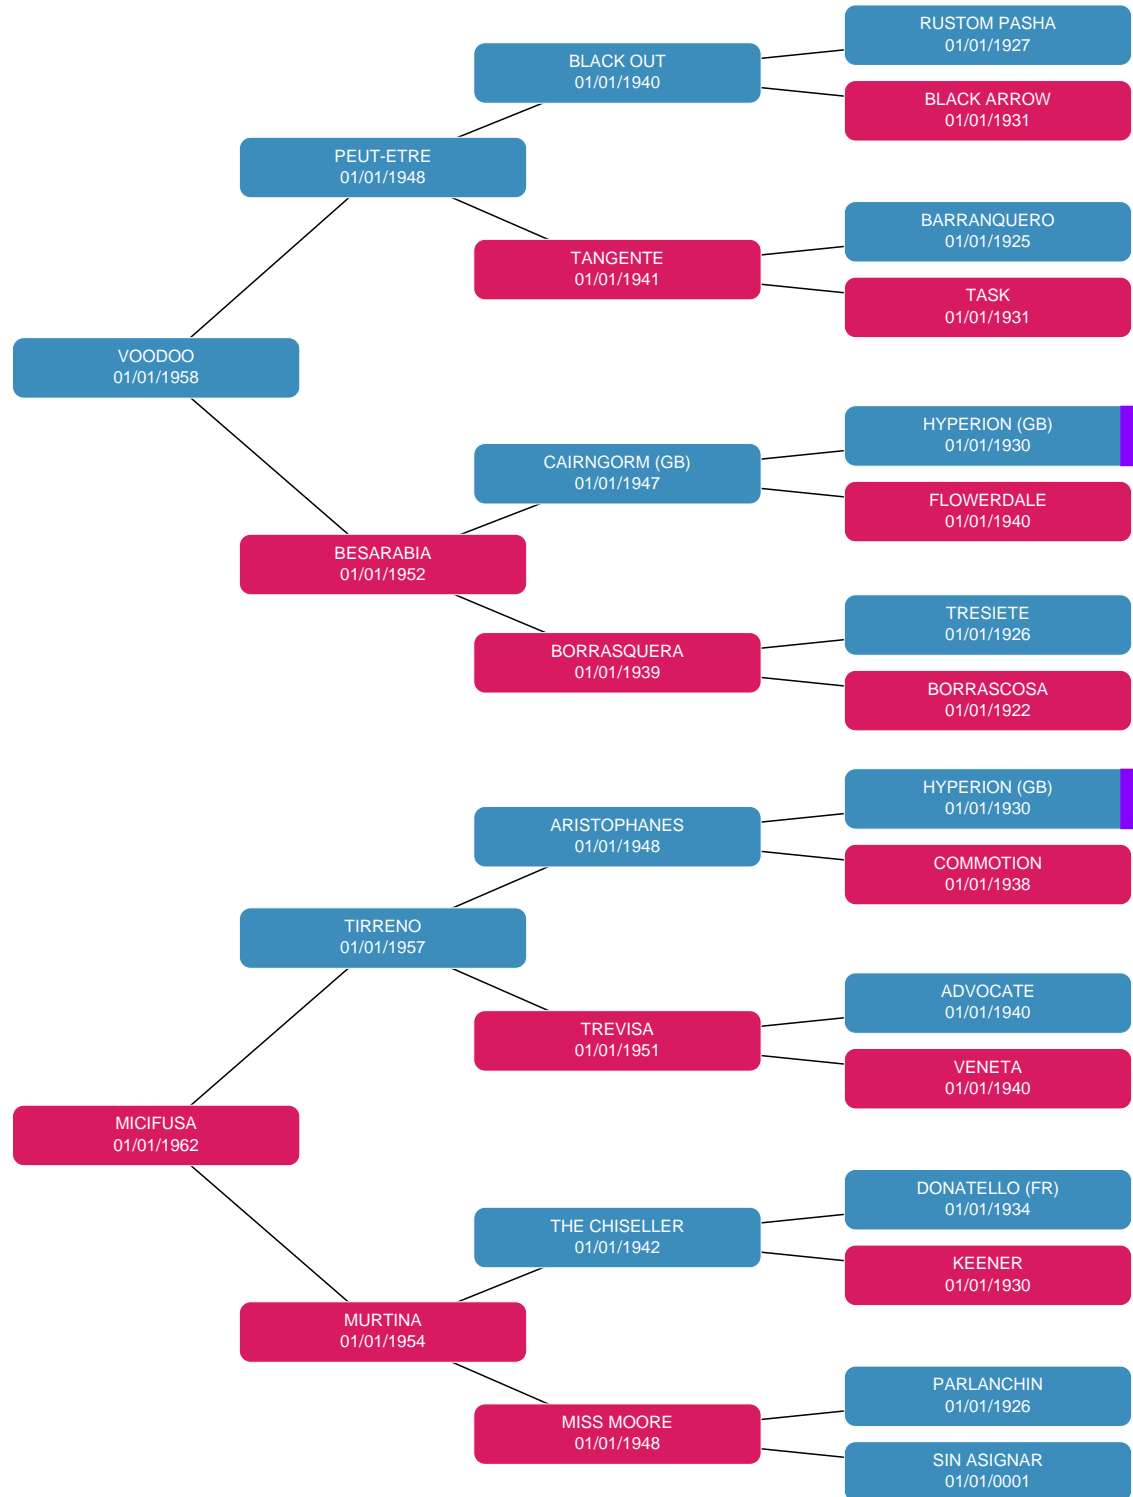 RUSTOM PASHA
01/01/1927
BLACK OUT
01/01/1940
BLACK ARROW
01/01/1931
PEUT-ETRE
01/01/1948
BARRANQUERO
01/01/1925
TANGENTE
01/01/1941
TASK
01/01/1931
VOODOO
01/01/1958
HYPERION (GB)
01/01/1930
CAIRNGORM (GB)
01/01/1947
FLOWERDALE
01/01/1940
BESARABIA
01/01/1952
TRESIETE
01/01/1926
BORRASQUERA
01/01/1939
BORRASCOSA
01/01/1922
HYPERION (GB)
01/01/1930
ARISTOPHANES
01/01/1948
COMMOTION
01/01/1938
TIRRENO
01/01/1957
ADVOCATE
01/01/1940
TREVISA
01/01/1951
VENETA
01/01/1940
MICIFUSA
01/01/1962
DONATELLO (FR)
01/01/1934
THE CHISELLER
01/01/1942
KEENER
01/01/1930
MURTINA
01/01/1954
PARLANCHIN
01/01/1926
MISS MOORE
01/01/1948
SIN ASIGNAR
01/01/0001